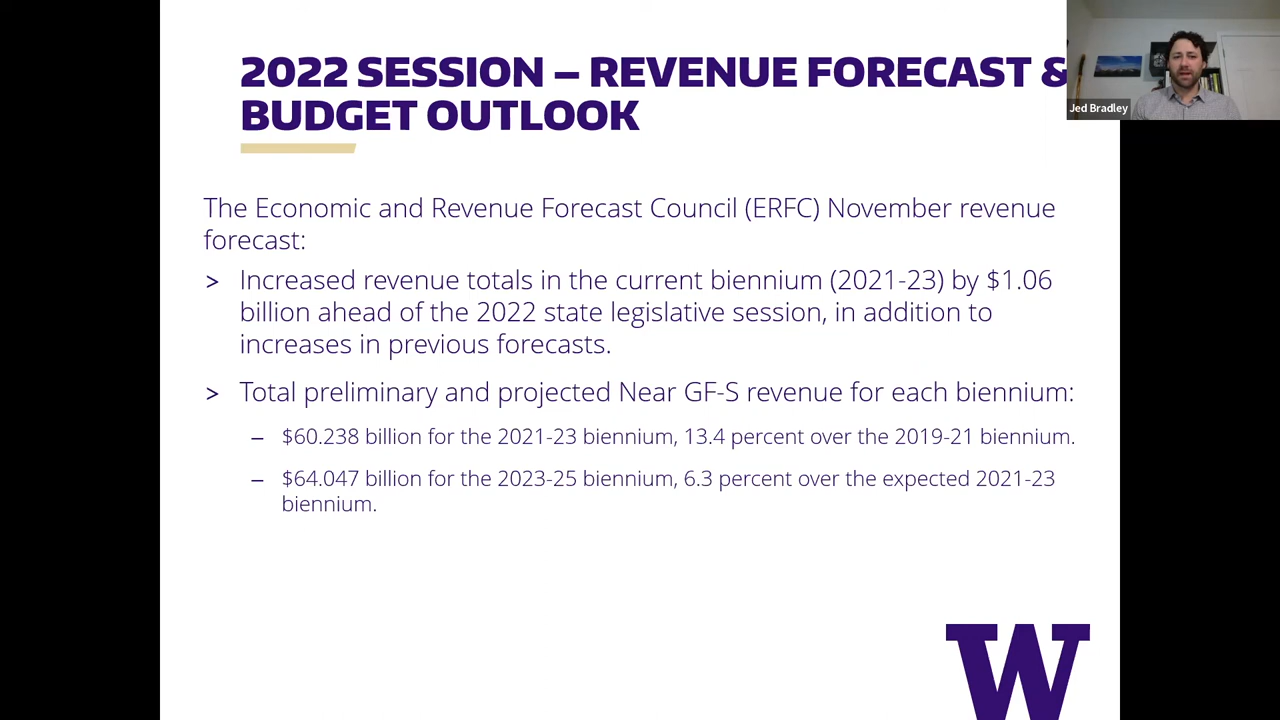 2022 SESSION – REVENUE FORECAST &
BUDGET OUTLOOK
Jed Bradley
The Economic and Revenue Forecast Council (ERFC) November revenue
forecast:
> Increased revenue totals in the current biennium (2021-23) by $1.06
billion ahead of the 2022 state legislative session, in addition to
increases in previous forecasts.
> Total preliminary and projected Near GF-S revenue for each biennium:
– $60.238 billion for the 2021-23 biennium, 13.4 percent over the 2019-21 biennium.
– $64.047 billion for the 2023-25 biennium, 6.3 percent over the expected 2021-23
biennium.
W